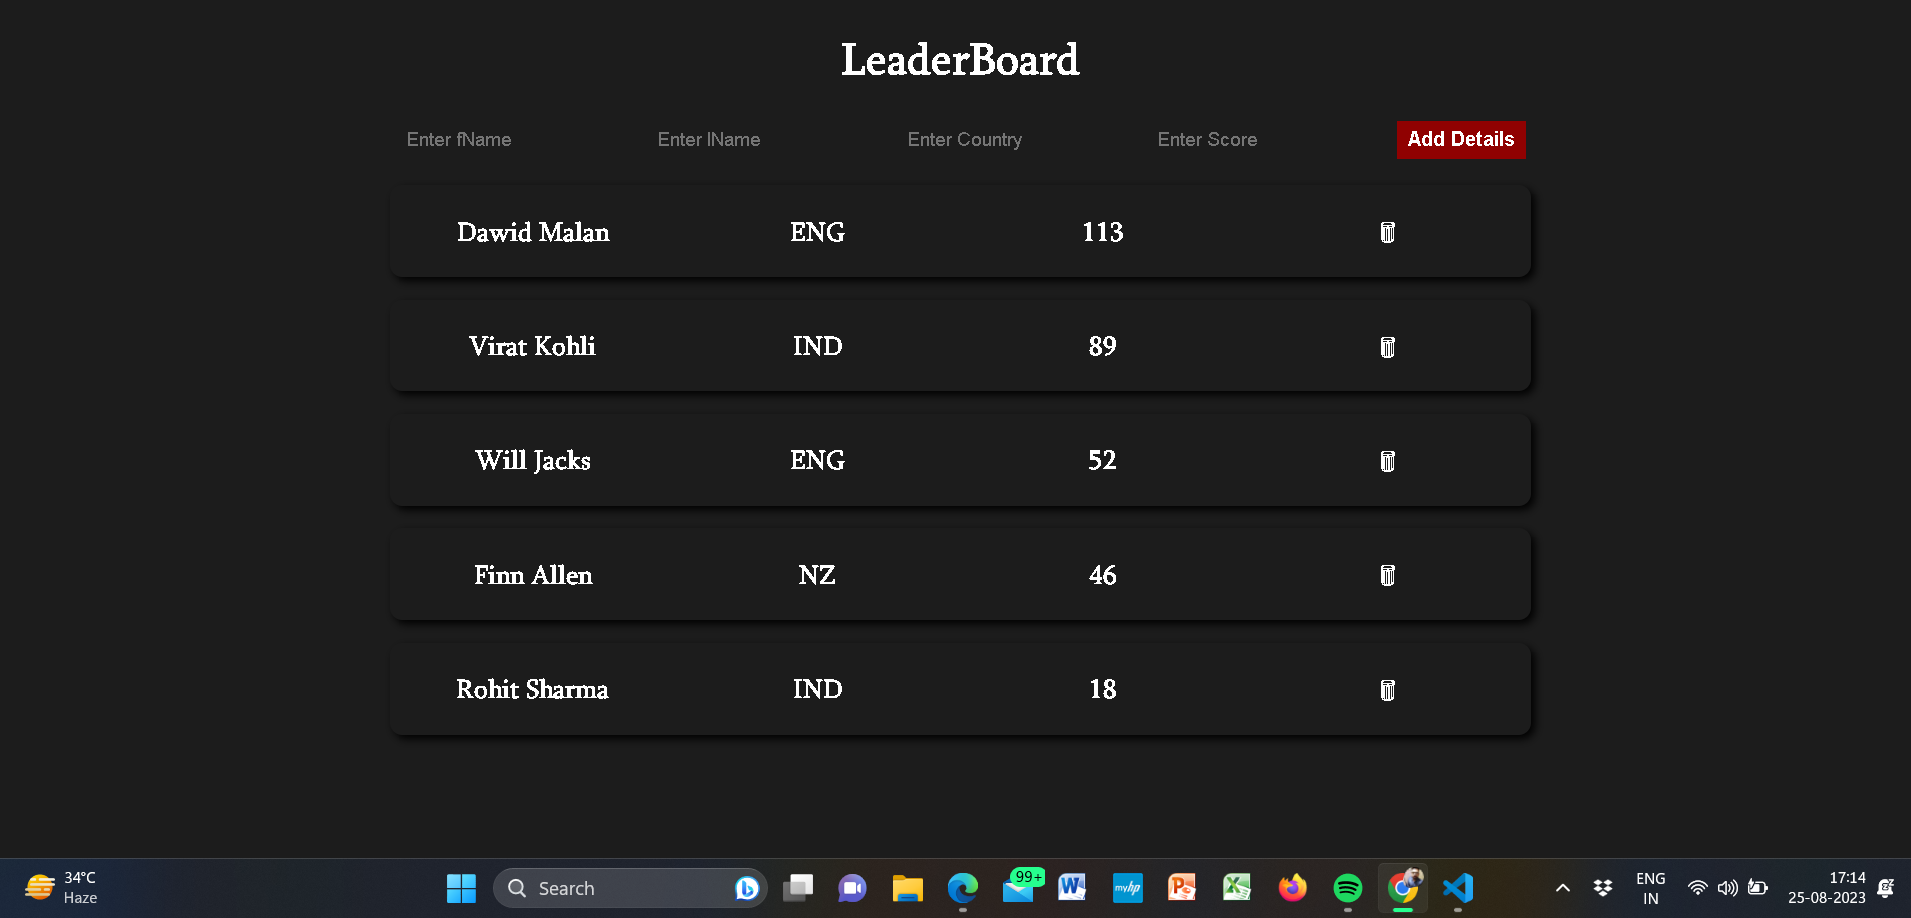 LeaderBoard
Enter fName Enter lName Enter Country Enter Score Add Details
Dawid Malan ENG 113
Virat Kohli IND 89
Will Jacks ENG 52
Finn Allen NZ 46
Rohit Sharma IND 18
34°C
Haze
Search
99+
myhp
ENG
IN
17:14
25-08-2023